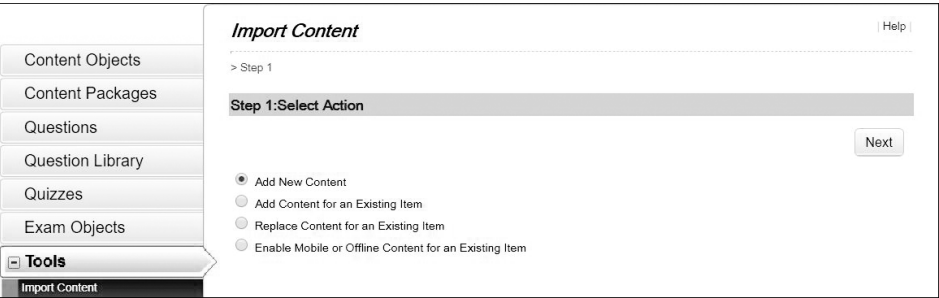 Content Objects
Content Packages
Questions
Question Library
Quizzes
Exam Objects
Tools
Import Content
Import Content
Help
> Step 1
Step 1:Select Action
Next
Add New Content
Add Content for an Existing Item
Replace Content for an Existing Item
Enable Mobile or Offline Content for an Existing Item